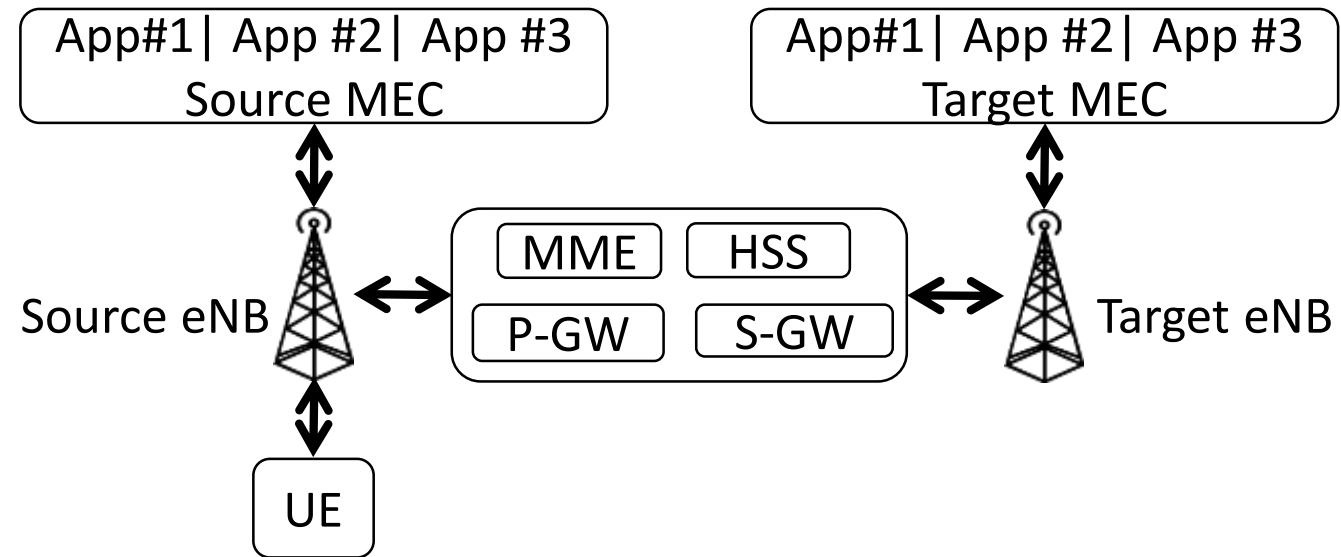 App#1| App #2| App #3
Source MEC
App#1| App #2| App #3
Target MEC
MME
HSS
Source eNB
P-GW
S-GW
Target eNB
UE